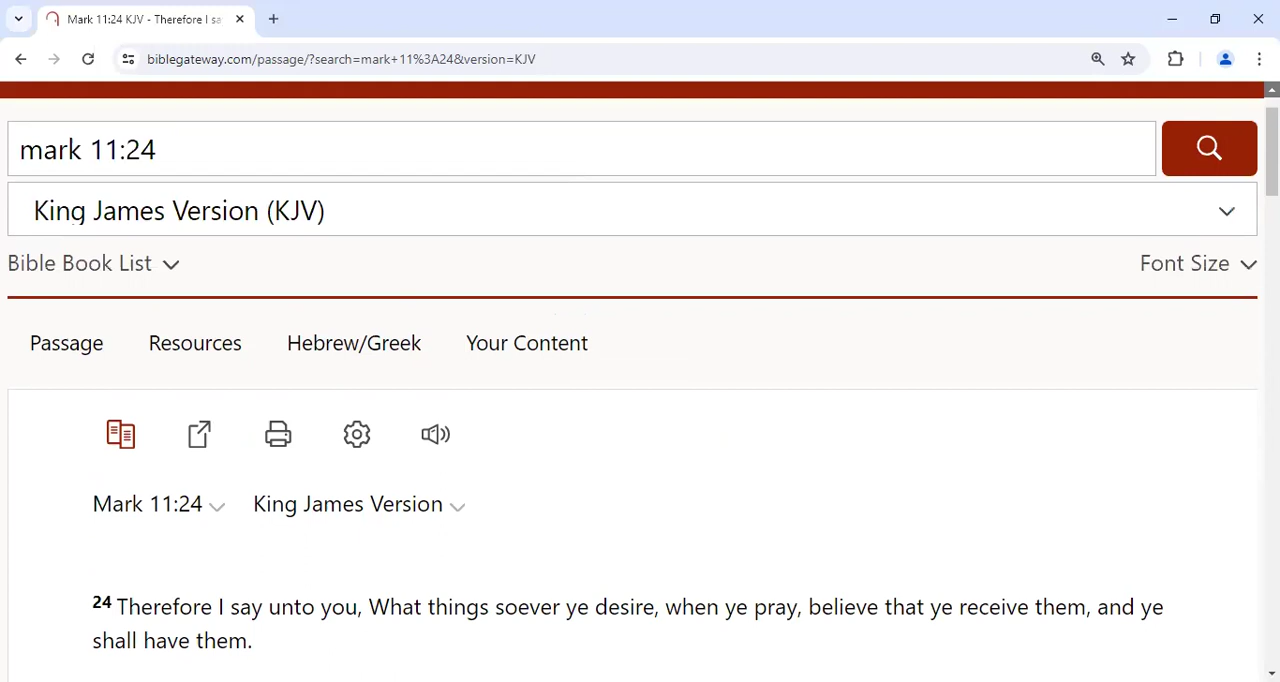 Mark 11:24 KJV - Therefore I sa
biblegateway.com/passage/?search=mark+11%3A24&version=KJV
mark 11:24
King James Version (KJV)
Bible Book List
Font Size
Passage
Resources
Hebrew/Greek
Your Content
Mark 11:24
King James Version
24 Therefore I say unto you, What things soever ye desire, when ye pray, believe that ye receive them, and ye
shall have them.